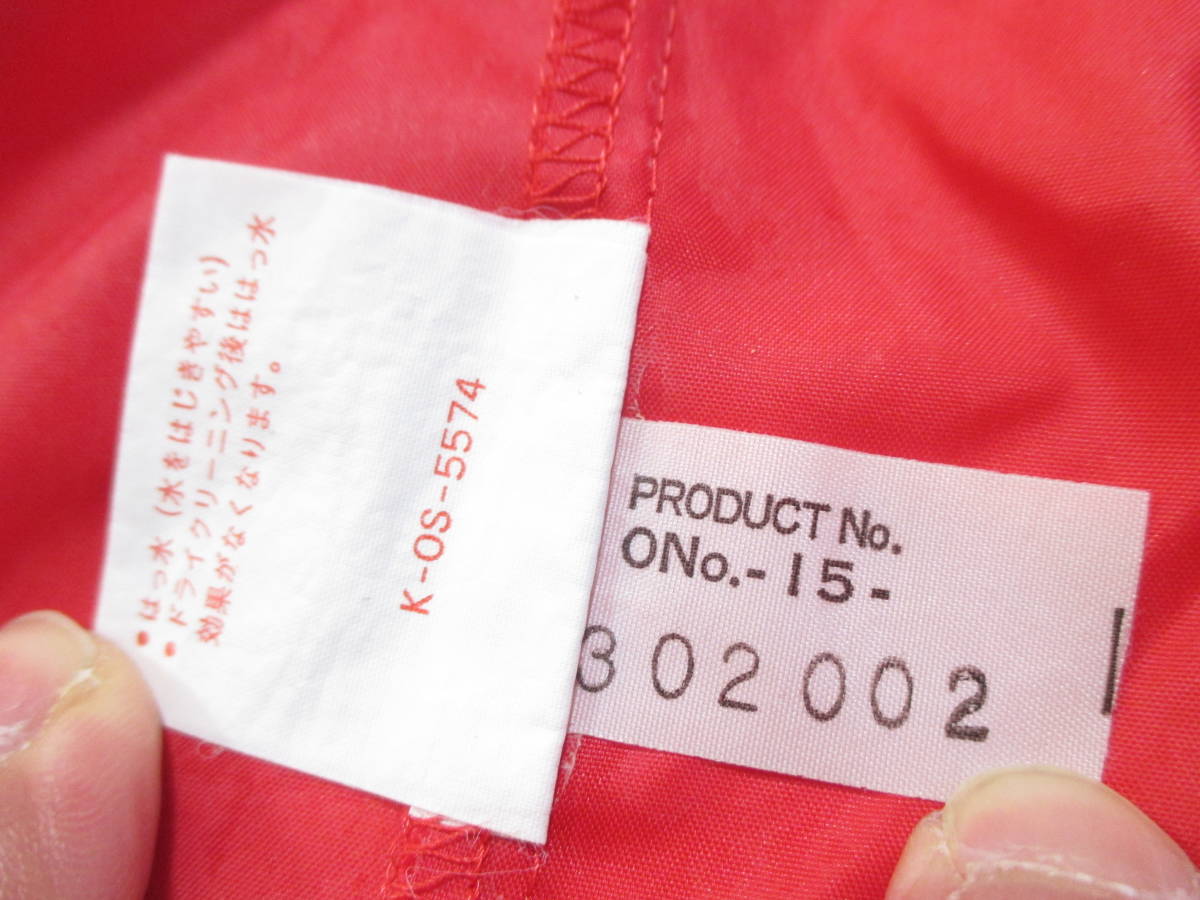 ●はっ水（水をはじきやすい）
●ドライクリーニング後ははっ水
効果がなくなります。
K-OS-5574
PRODUCT No.
ONo.-15-
302002